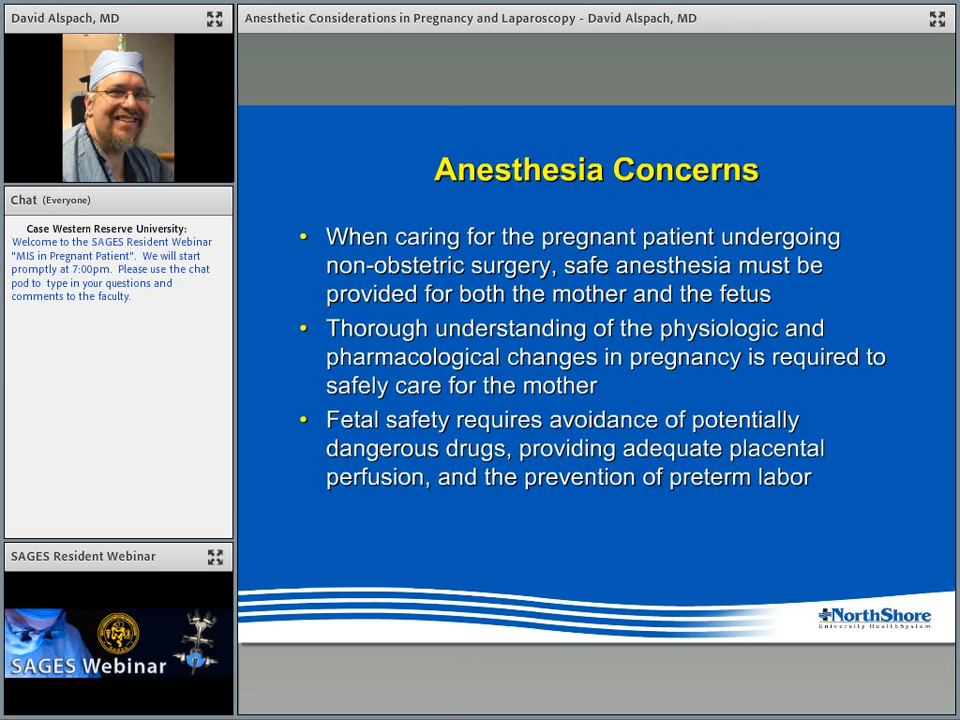 David Alspach, MD
Anesthetic Considerations in Pregnancy and Laparoscopy - David Alspach, MD
Chat (Everyone)
Case Western Reserve University:
Welcome to the SAGES Resident Webinar
"MIS in Pregnant Patient". We will start
promptly at 7:00pm. Please use the chat
pod to type in your questions and
comments to the faculty.
SAGES Resident Webinar
SAGES Webinar
Anesthesia Concerns
• When caring for the pregnant patient undergoing
non-obstetric surgery, safe anesthesia must be
provided for both the mother and the fetus
• Thorough understanding of the physiologic and
pharmacological changes in pregnancy is required to
safely care for the mother
• Fetal safety requires avoidance of potentially
dangerous drugs, providing adequate placental
perfusion, and the prevention of preterm labor
NorthShore
University HealthSystem